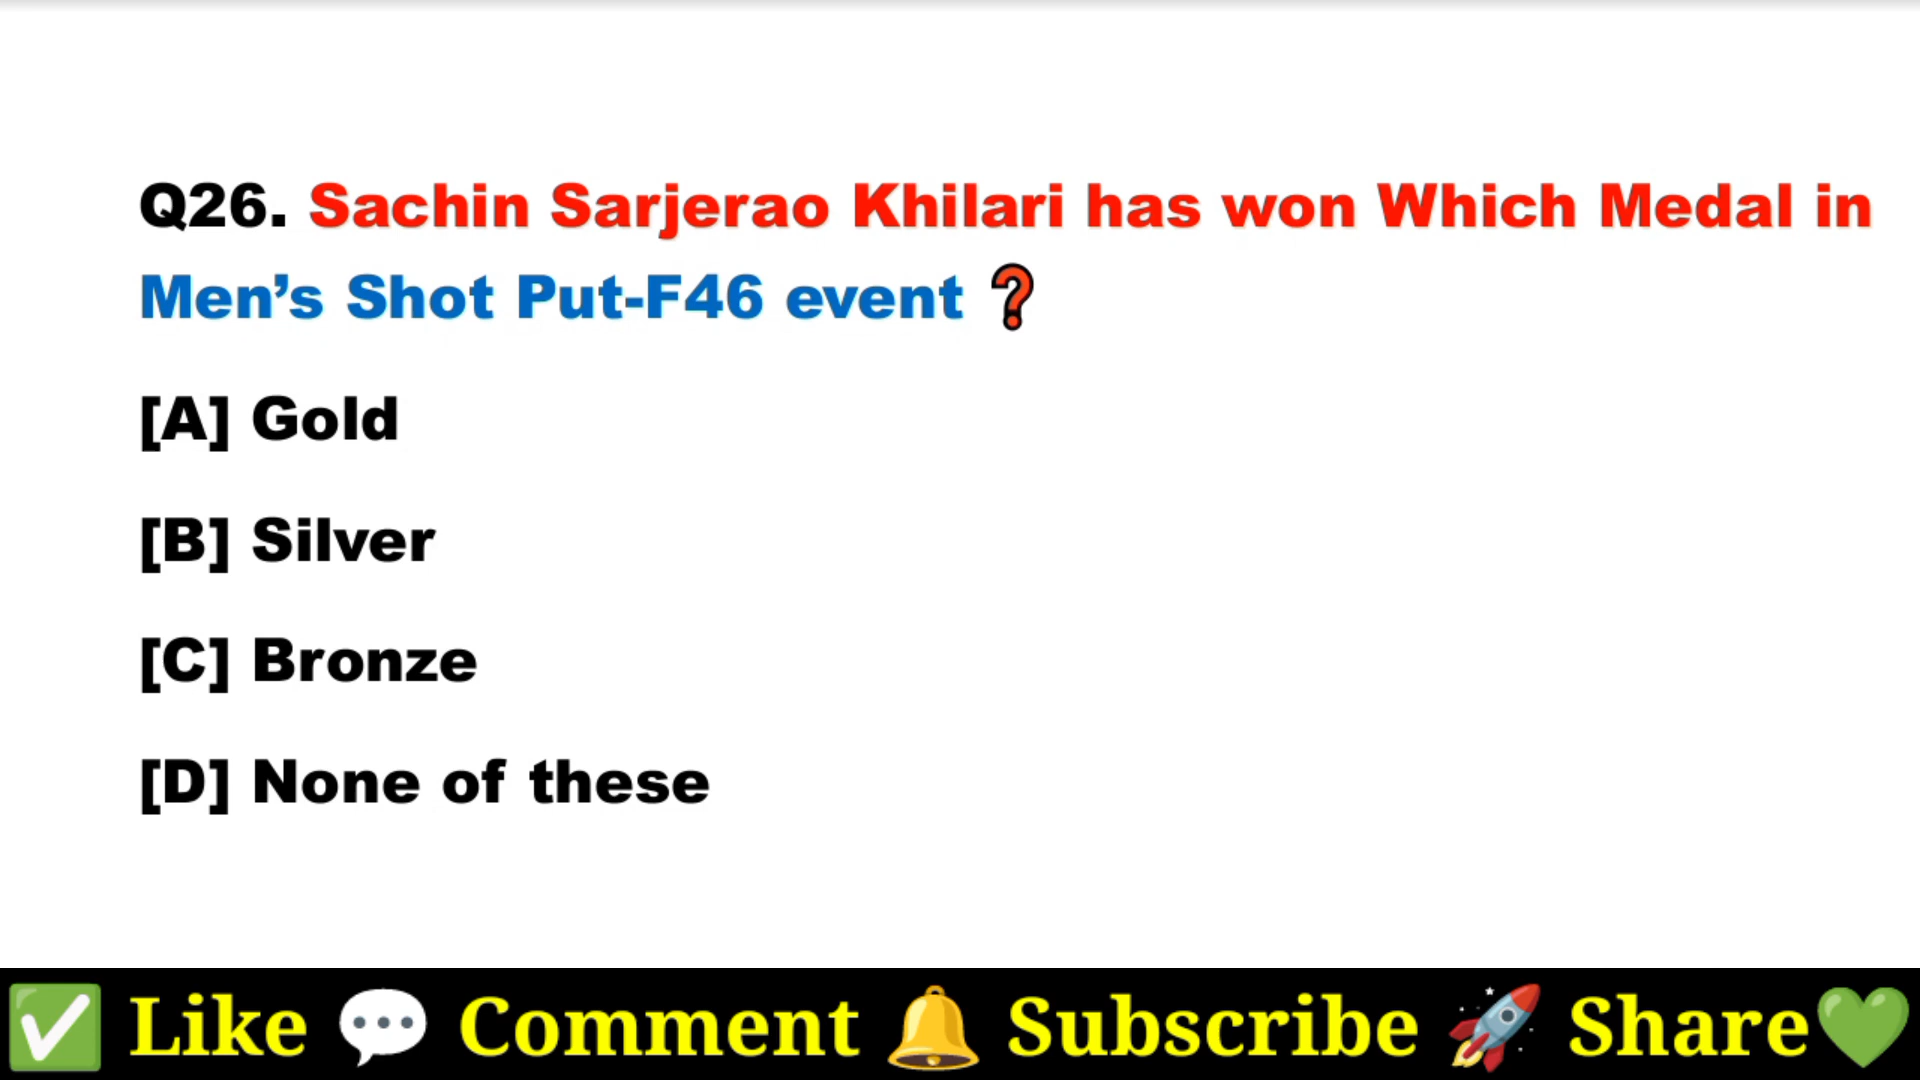 Q26. Sachin Sarjerao Khilari has won Which Medal in
Men’s Shot Put-F46 event ❓
[A] Gold
[B] Silver
[C] Bronze
[D] None of these
✅ Like 💬 Comment 🔔 Subscribe 🚀 Share💚